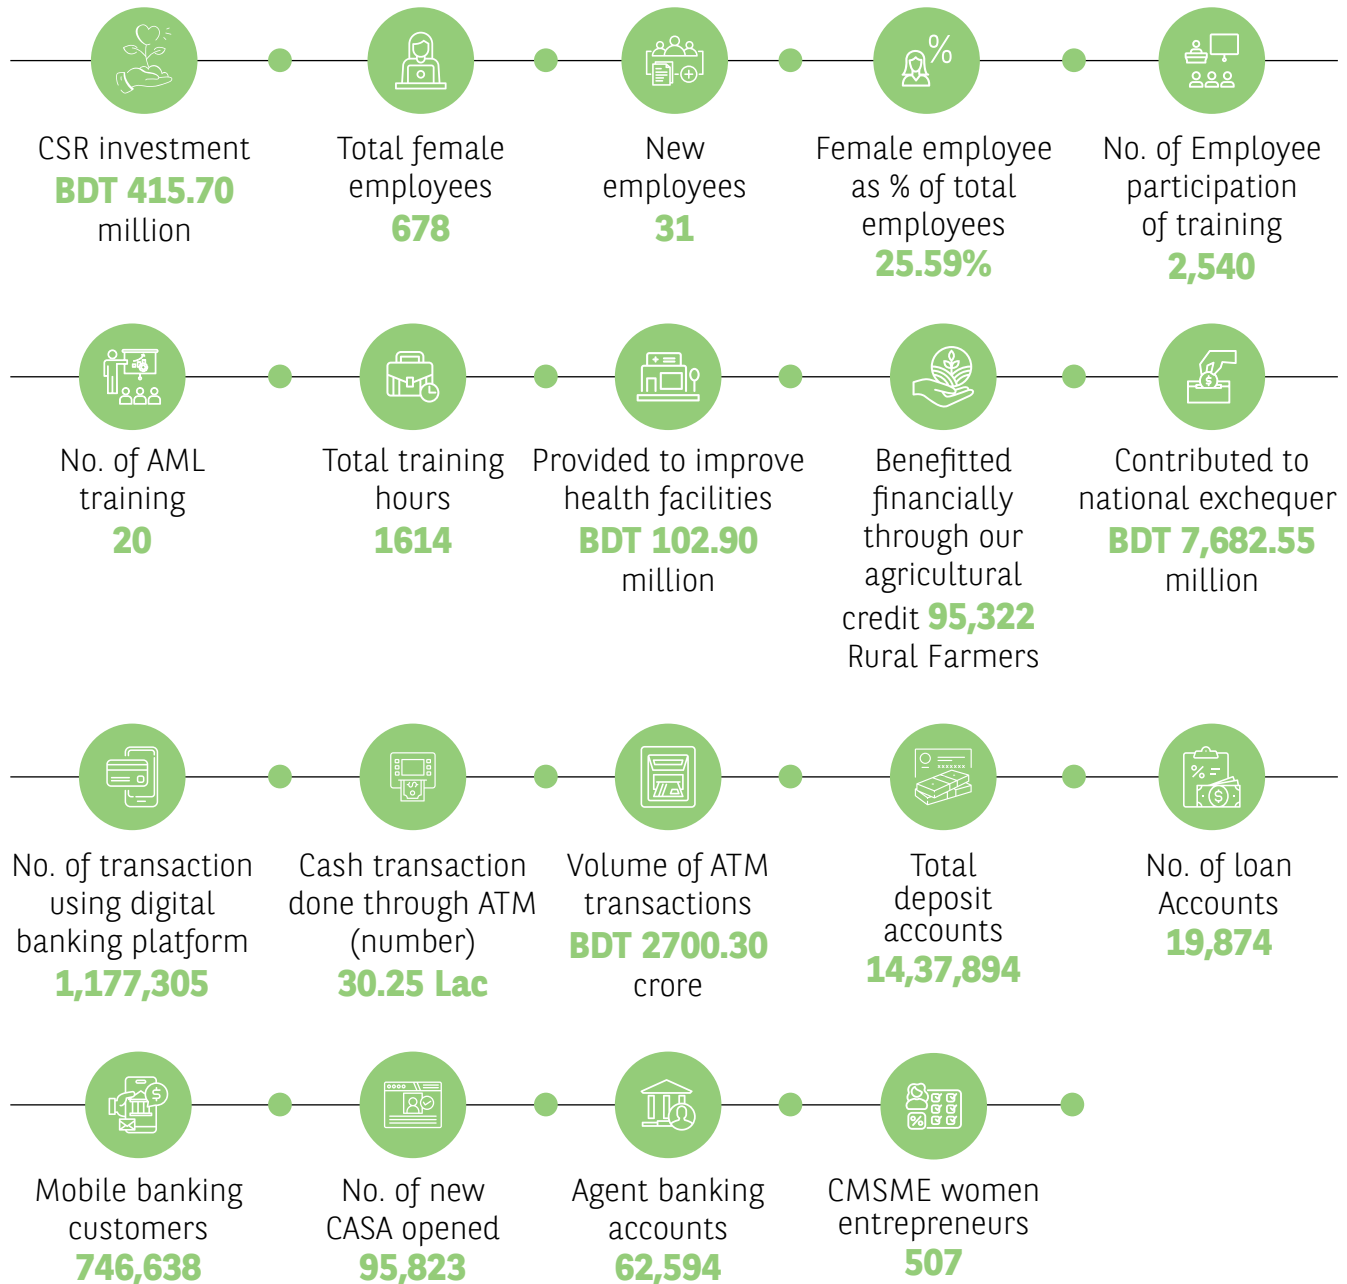 CSR investment
BDT 415.70
million
Total female
employees
678
New
employees
31
Female employee
as % of total
employees
25.59%
No. of Employee
participation
of training
2,540
No. of AML
training
20
Total training
hours
1614
Provided to improve
health facilities
BDT 102.90
million
Benefitted
financially
through our
agricultural
credit 95,322
Rural Farmers
Contributed to
national exchequer
BDT 7,682.55
million
No. of transaction
using digital
banking platform
1,177,305
Cash transaction
done through ATM
(number)
30.25 Lac
Volume of ATM
transactions
BDT 2700.30
crore
Total
deposit
accounts
14,37,894
No. of loan
Accounts
19,874
Mobile banking
customers
746,638
No. of new
CASA opened
95,823
Agent banking
accounts
62,594
CMSME women
entrepreneurs
507